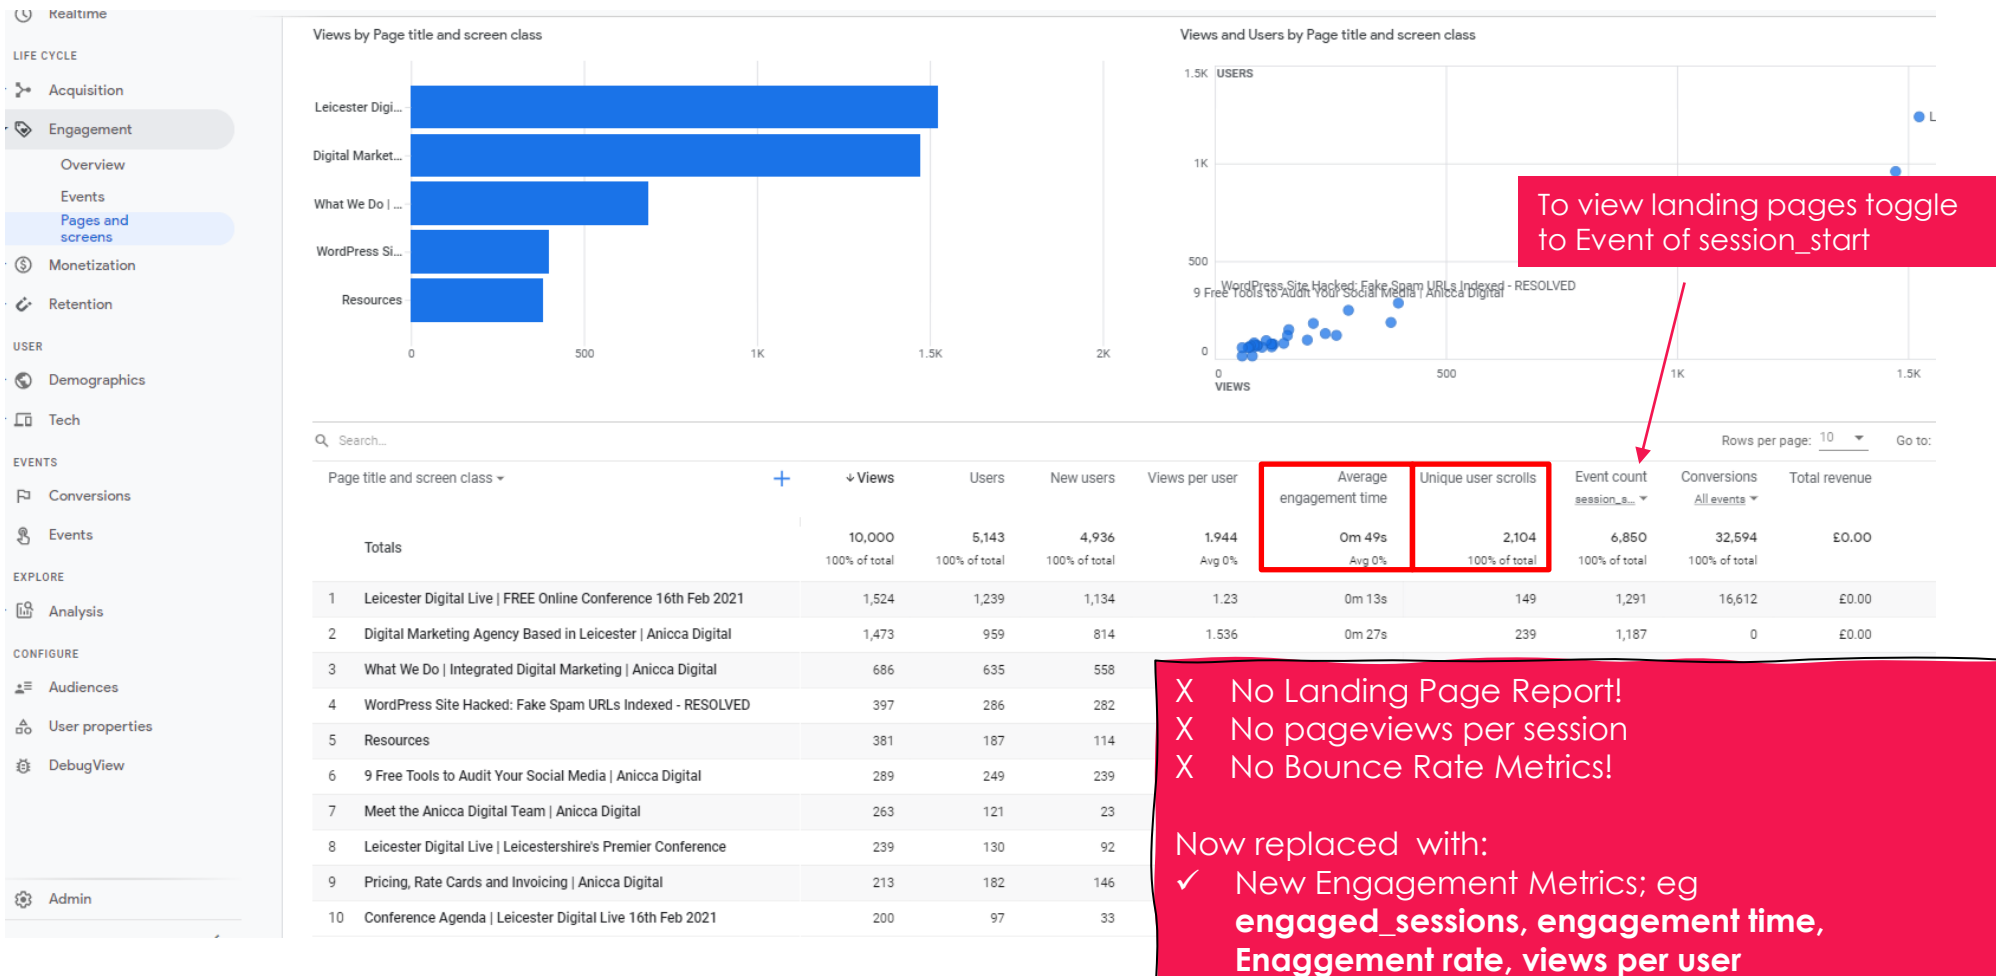 Realtime
LIFE CYCLE
Acquisition
Engagement
Overview
Events
Pages and
screens
Monetization
Retention
USER
Demographics
Tech
EVENTS
Conversions
Events
EXPLORE
Analysis
CONFIGURE
Audiences
User properties
DebugView
Admin
Views by Page title and screen class
Leicester Digi...
Digital Market...
What We Do | ...
WordPress Si...
Resources
0 500 1K 1.5K 2K
Views and Users by Page title and screen class
1.5K USERS
L
1K
500
WordPress Site Hacked: Fake Spam URLs Indexed - RESOLVED
9 Free Tools to Audit Your Social Media | Anicca Digital
0
0 500 1K 1.5K
VIEWS
To view landing pages toggle
to Event of session_start
Search...
Rows per page: 10 Go to:
Page title and screen class + Views Users New users Views per user Average Unique user scrolls Event count Conversions Total revenue
engagement time session_s... All events
Totals 10,000 5,143 4,936 1.944 0m 49s 2,104 6,850 32,594 £0.00
100% of total 100% of total 100% of total Avg 0% Avg 0% 100% of total 100% of total 100% of total
1 Leicester Digital Live | FREE Online Conference 16th Feb 2021 1,524 1,239 1,134 1.23 0m 13s 149 1,291 16,612 £0.00
2 Digital Marketing Agency Based in Leicester | Anicca Digital 1,473 959 814 1.536 0m 27s 239 1,187 0 £0.00
3 What We Do | Integrated Digital Marketing | Anicca Digital 686 635 558
4 WordPress Site Hacked: Fake Spam URLs Indexed - RESOLVED 397 286 282
5 Resources 381 187 114
6 9 Free Tools to Audit Your Social Media | Anicca Digital 289 249 239
7 Meet the Anicca Digital Team | Anicca Digital 263 121 23
8 Leicester Digital Live | Leicestershire's Premier Conference 239 130 92
9 Pricing, Rate Cards and Invoicing | Anicca Digital 213 182 146
10 Conference Agenda | Leicester Digital Live 16th Feb 2021 200 97 33
X No Landing Page Report!
X No pageviews per session
X No Bounce Rate Metrics!
Now replaced with:
✓ New Engagement Metrics; eg
engaged_sessions, engagement time,
Enaggement rate, views per user